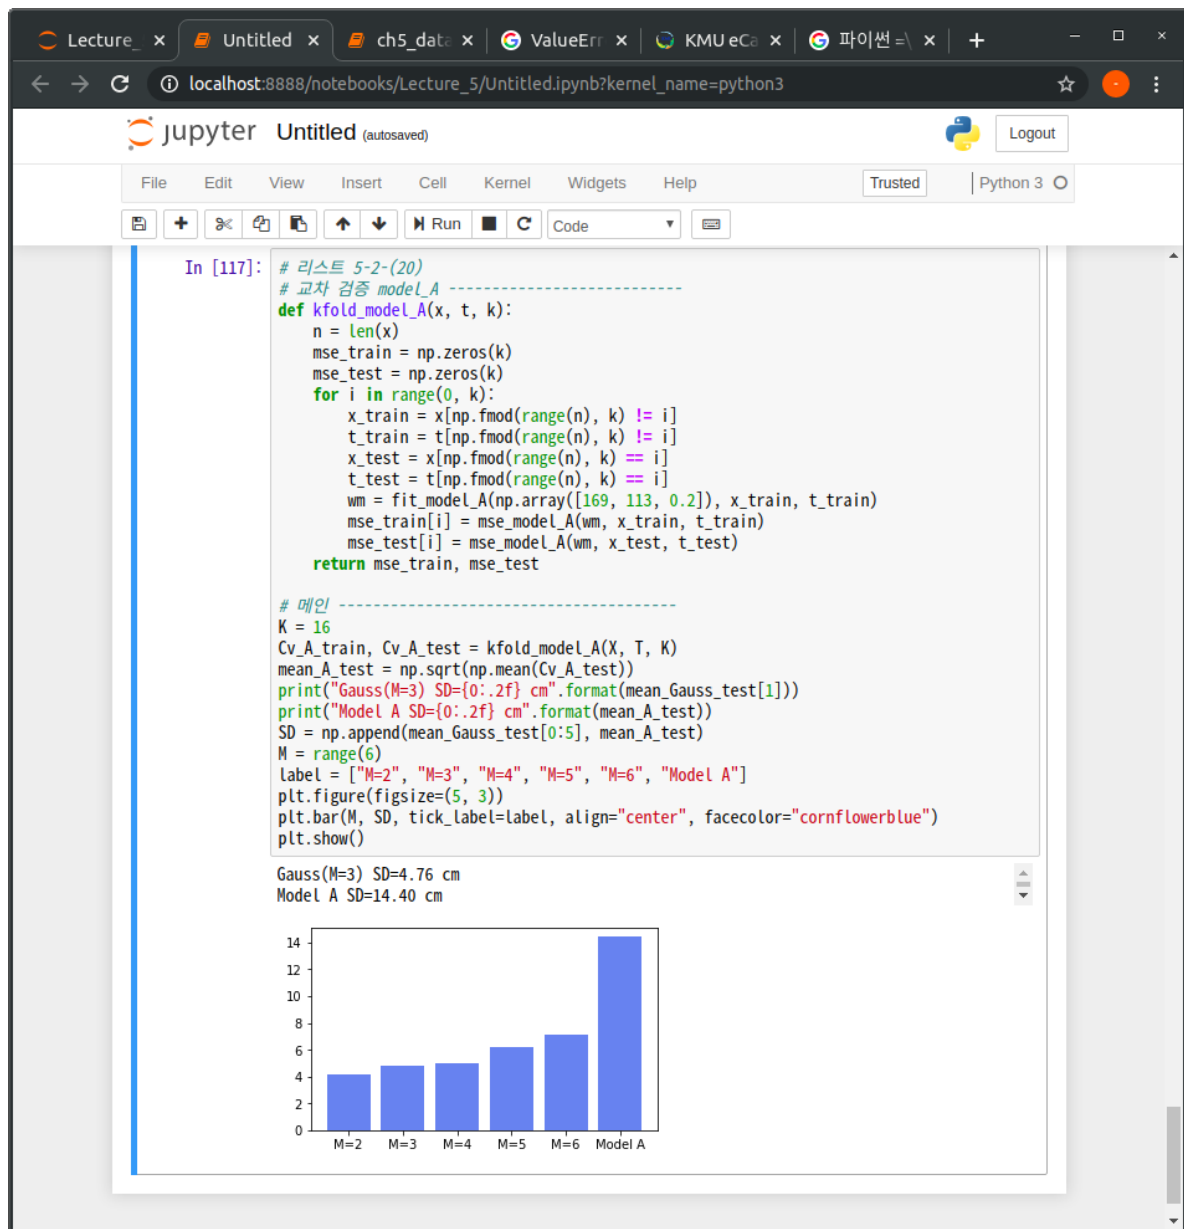 Lecture_
Untitled
ch5_data
ValueErr
KMU eCa
파이썬 =\
localhost:8888/notebooks/Lecture_5/Untitled.ipynb?kernel_name=python3
jupyter Untitled (autosaved)
Logout
File Edit View Insert Cell Kernel Widgets Help Trusted Python 3
Run Code
In [117]:
# 리스트 5-2-(20)
# 교차 검증 model_A ---------------------------
def kfold_model_A(x, t, k):
    n = len(x)
    mse_train = np.zeros(k)
    mse_test = np.zeros(k)
    for i in range(0, k):
        x_train = x[np.fmod(range(n), k) != i]
        t_train = t[np.fmod(range(n), k) != i]
        x_test = x[np.fmod(range(n), k) == i]
        t_test = t[np.fmod(range(n), k) == i]
        wm = fit_model_A(np.array([169, 113, 0.2]), x_train, t_train)
        mse_train[i] = mse_model_A(wm, x_train, t_train)
        mse_test[i] = mse_model_A(wm, x_test, t_test)
    return mse_train, mse_test
# 메인 ---------------------------------------
K = 16
Cv_A_train, Cv_A_test = kfold_model_A(X, T, K)
mean_A_test = np.sqrt(np.mean(Cv_A_test))
print("Gauss(M=3) SD={0:.2f} cm".format(mean_Gauss_test[1]))
print("Model A SD={0:.2f} cm".format(mean_A_test))
SD = np.append(mean_Gauss_test[0:5], mean_A_test)
M = range(6)
label = ["M=2", "M=3", "M=4", "M=5", "M=6", "Model A"]
plt.figure(figsize=(5, 3))
plt.bar(M, SD, tick_label=label, align="center", facecolor="cornflowerblue")
plt.show()
Gauss(M=3) SD=4.76 cm
Model A SD=14.40 cm
14
12
10
8
6
4
2
0
M=2 M=3 M=4 M=5 M=6 Model A